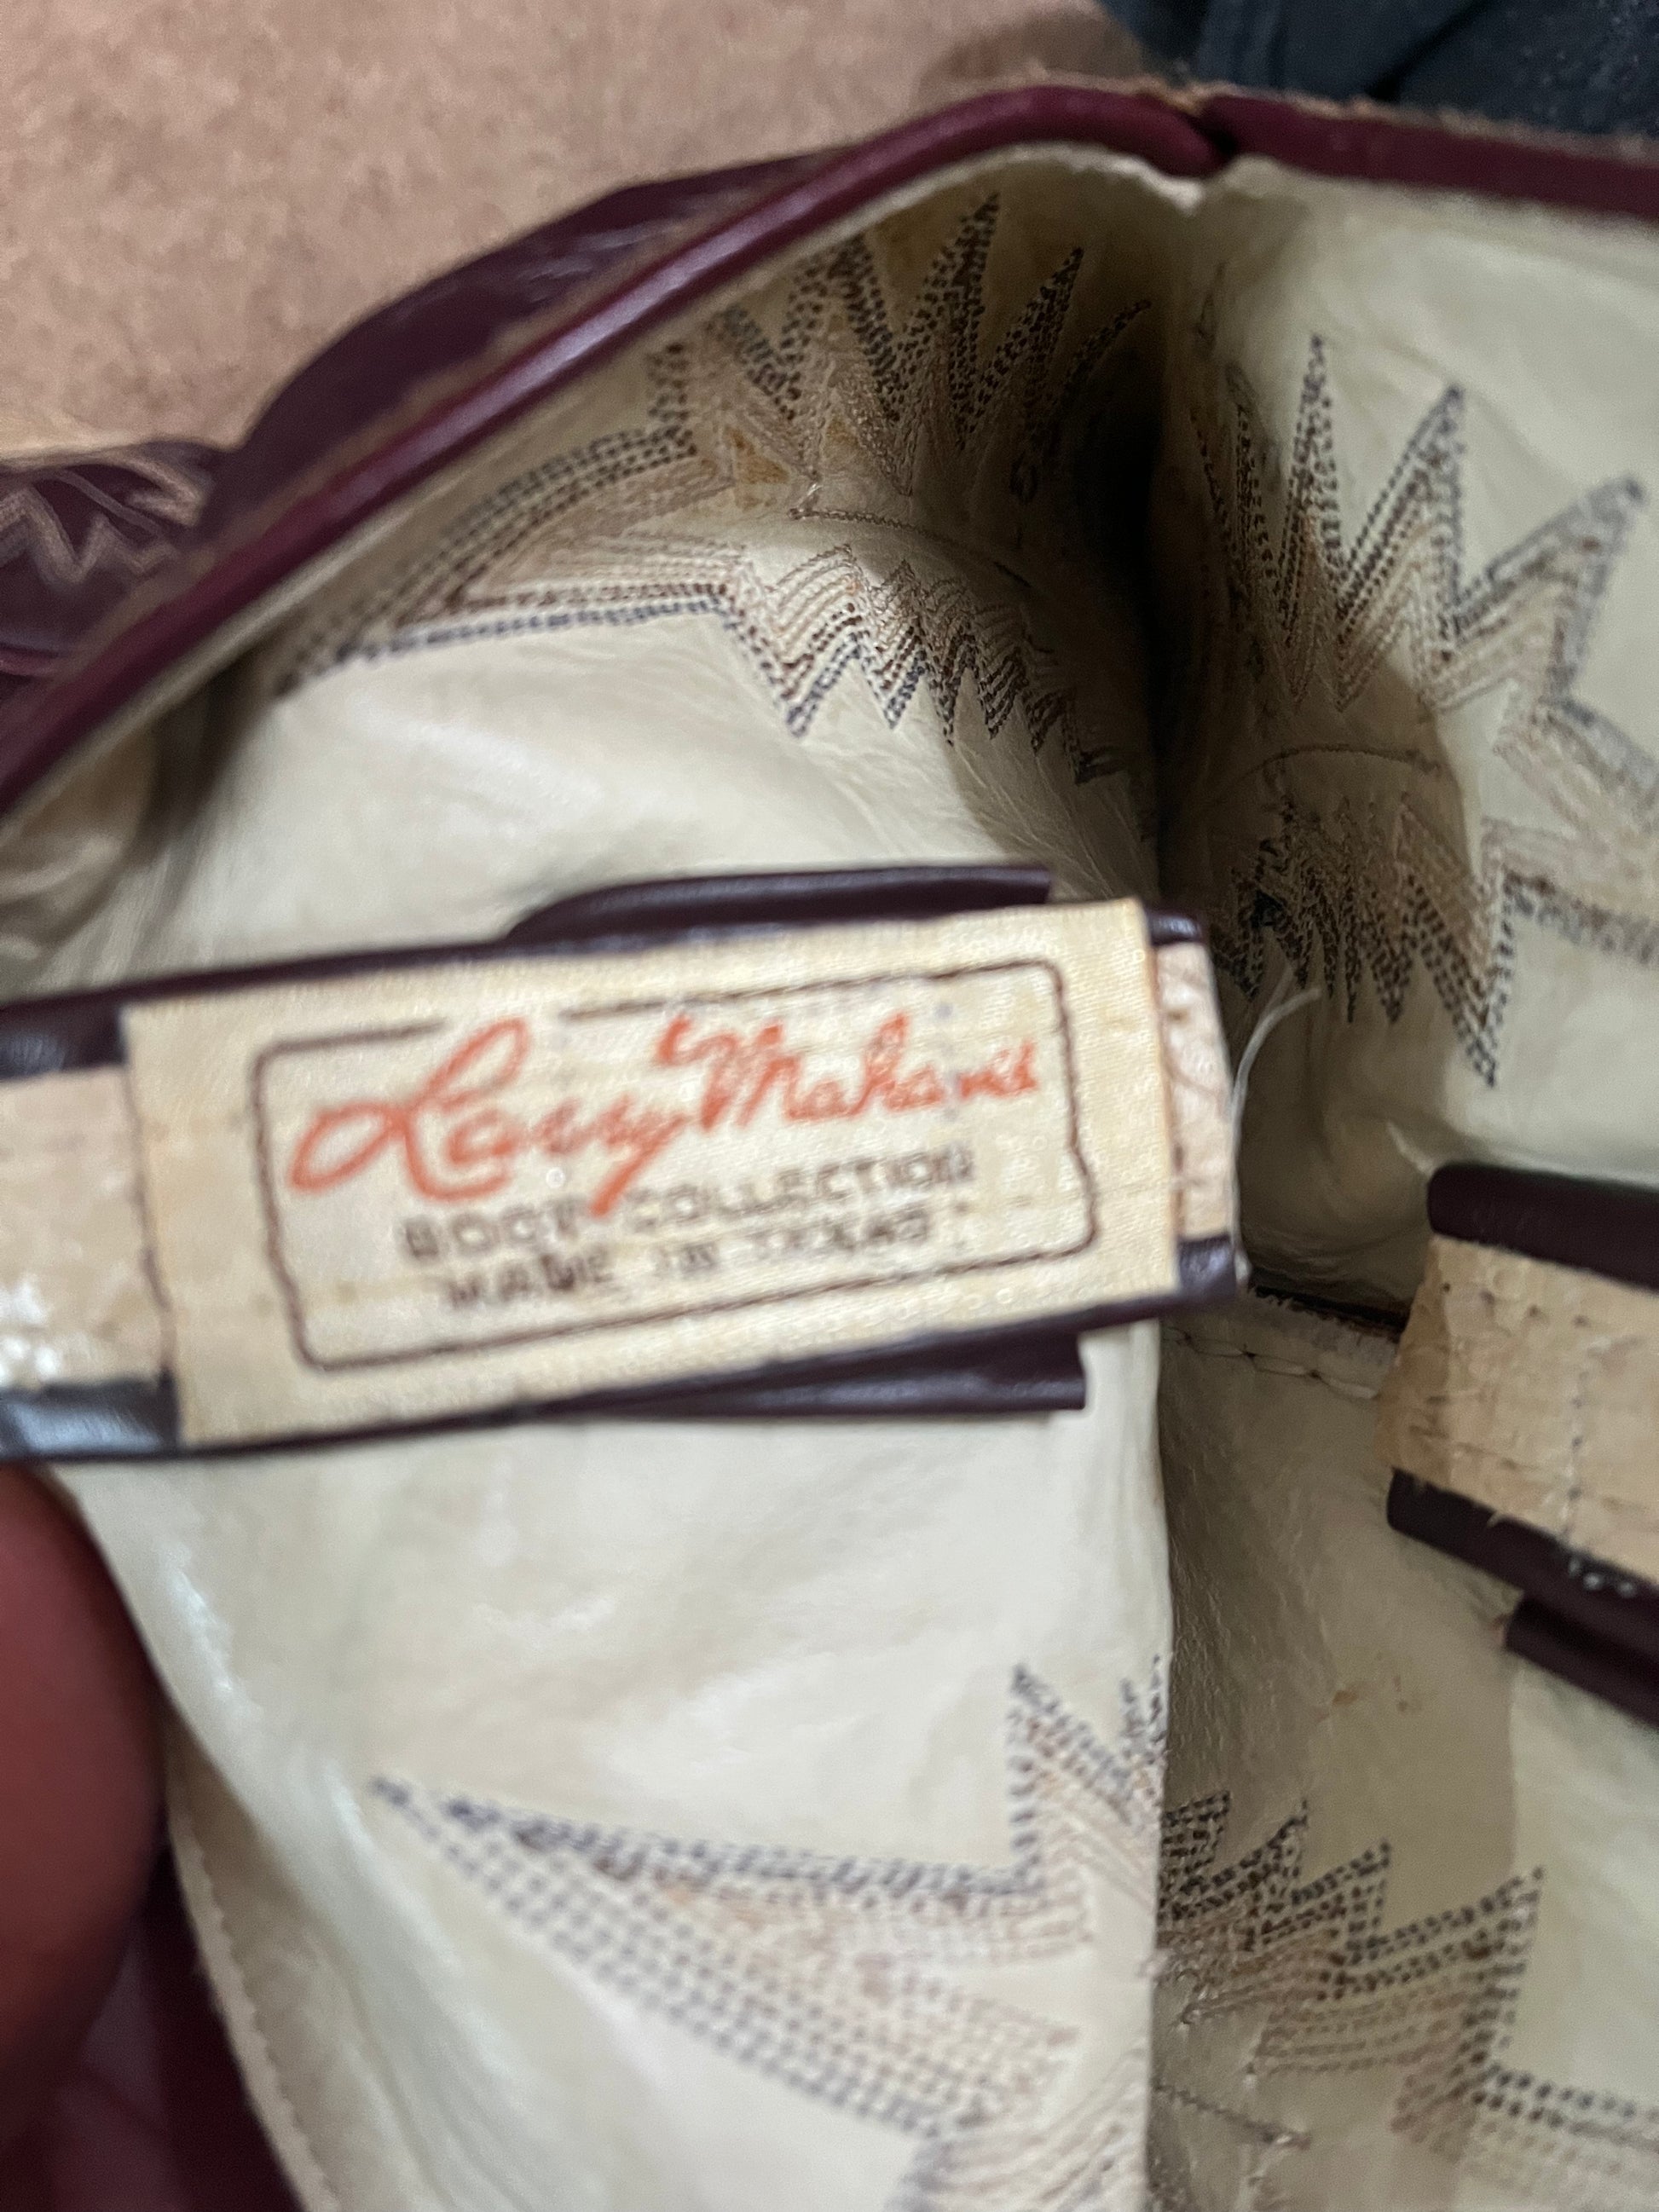 Larry Mahan's
BOOT COLLECTION
MADE IN TEXAS